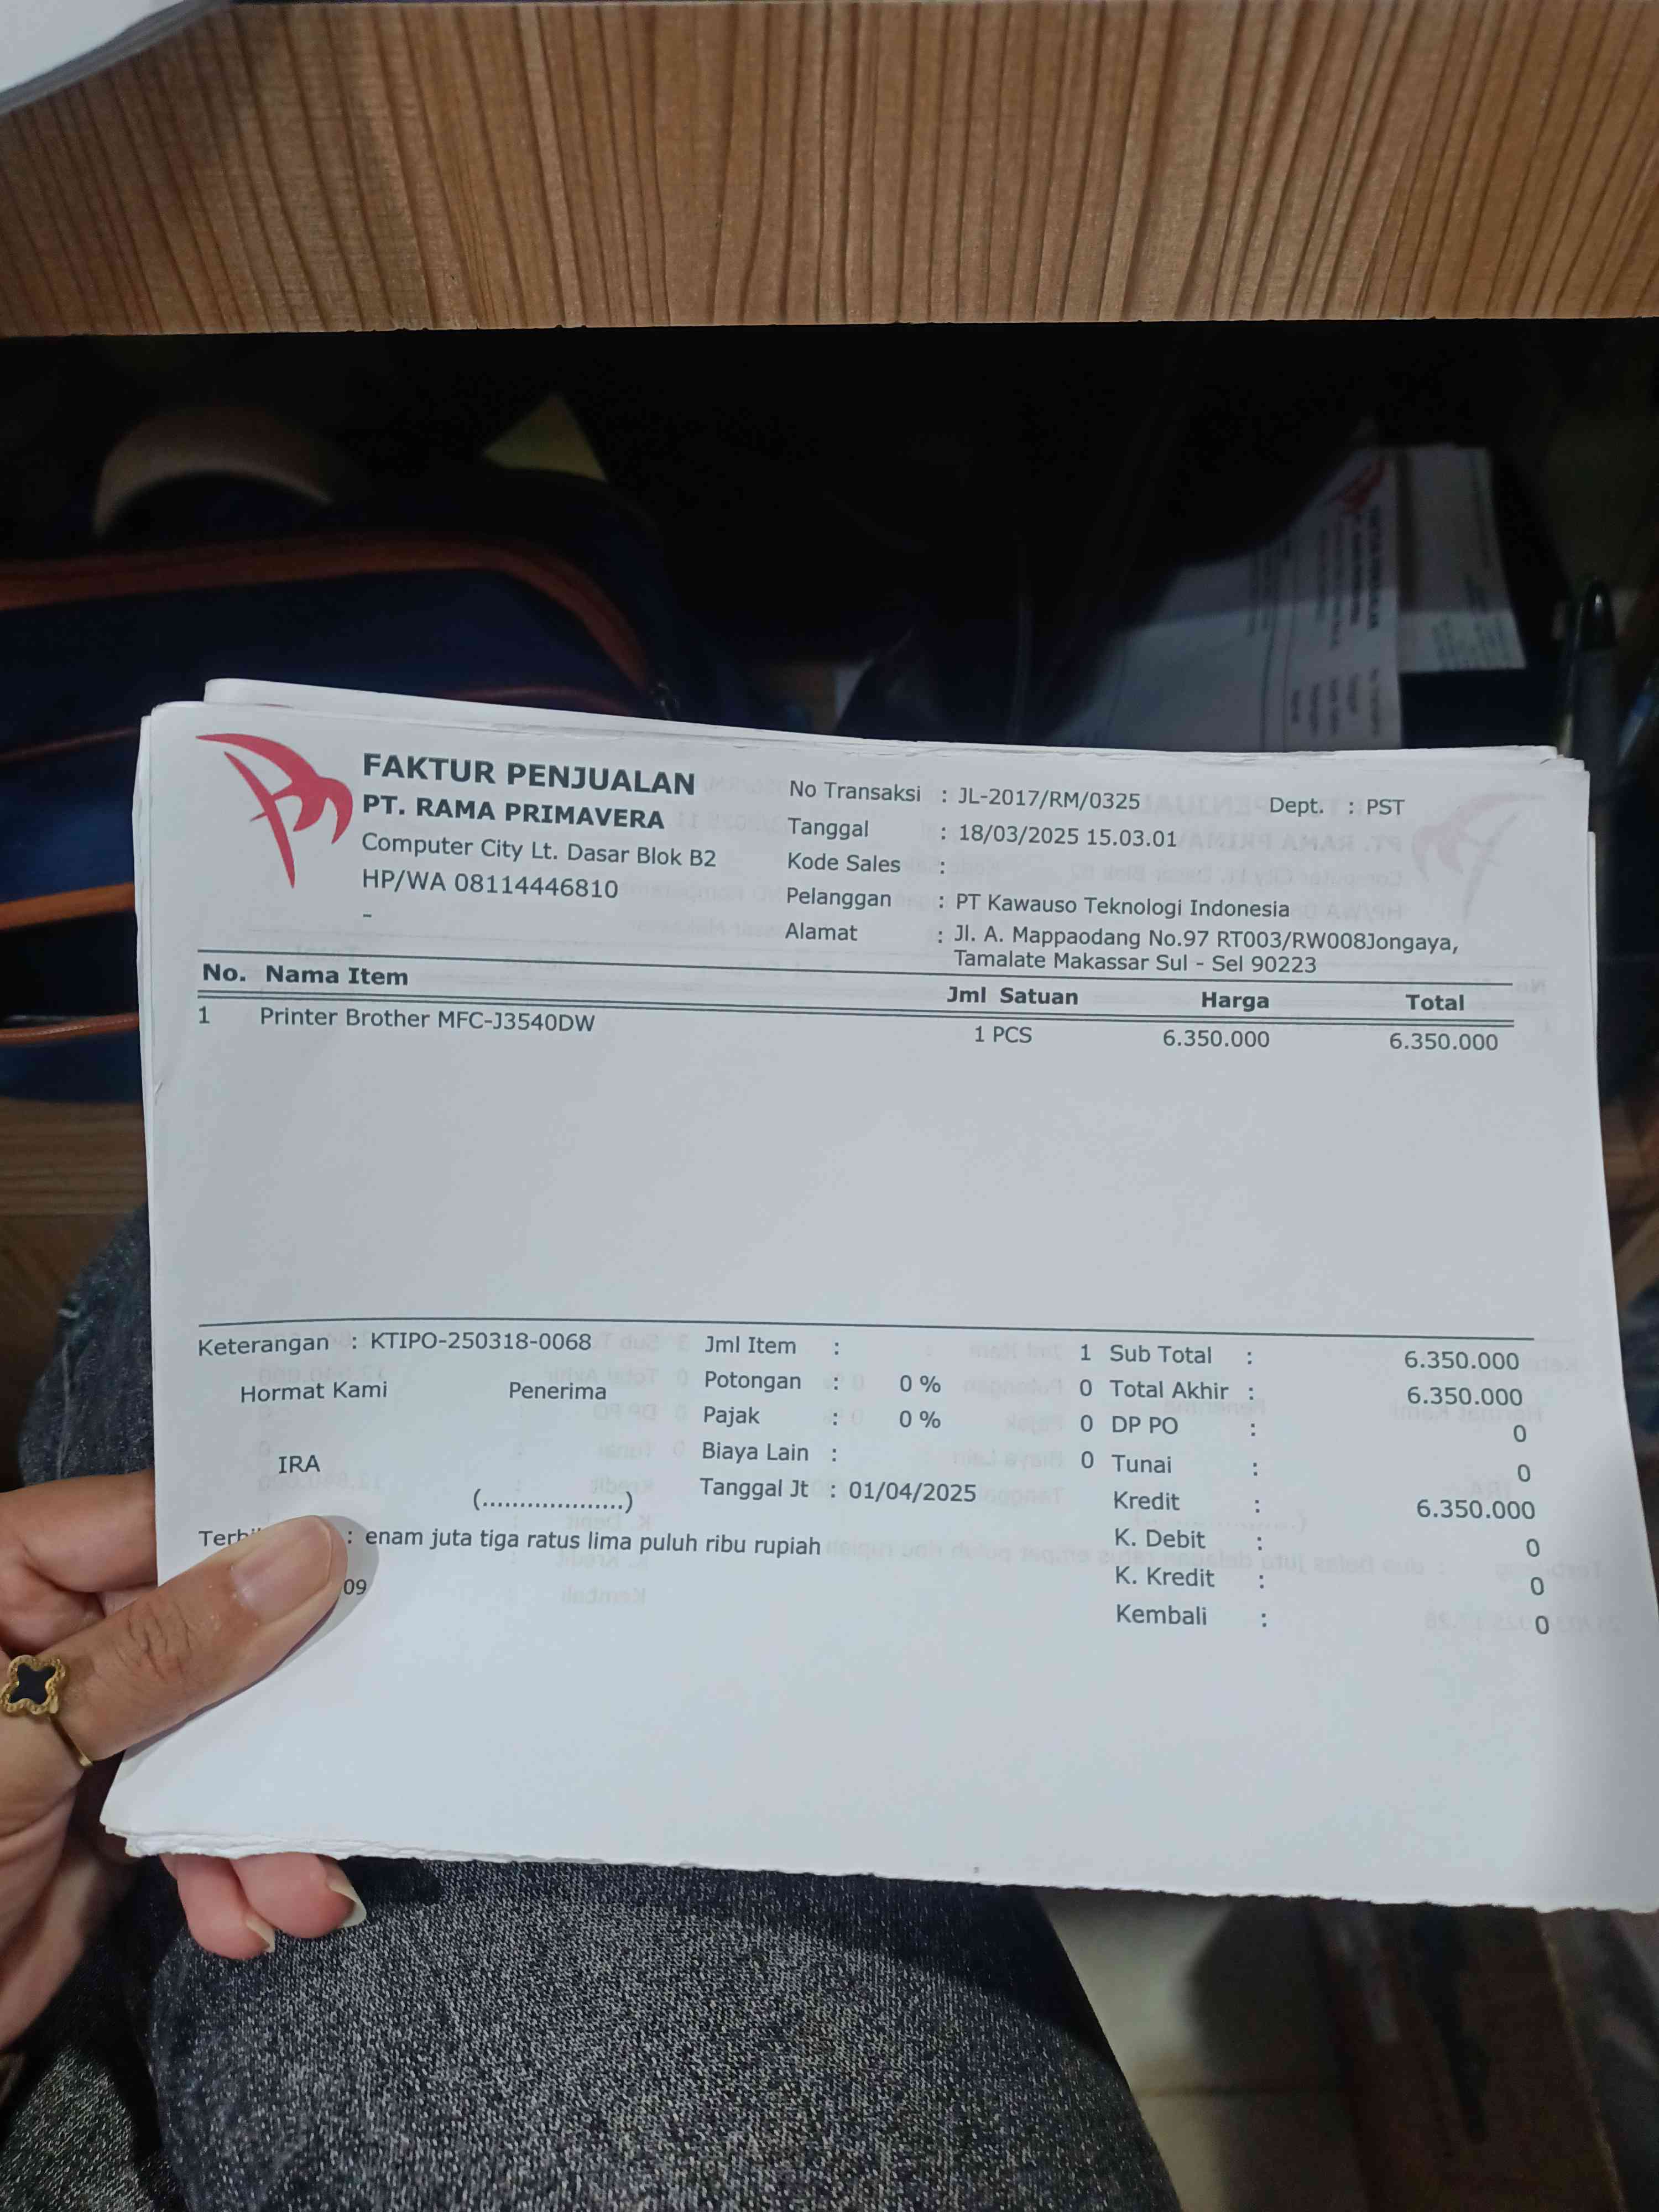 FAKTUR PENJUALAN
PT. RAMA PRIMAVERA
Computer City Lt. Dasar Blok B2
HP/WA 08114446810
-
No Transaksi : JL-2017/RM/0325 Dept. : PST
Tanggal : 18/03/2025 15.03.01
Kode Sales :
Pelanggan : PT Kawauso Teknologi Indonesia
Alamat : Jl. A. Mappaodang No.97 RT003/RW008Jongaya,
Tamalate Makassar Sul - Sel 90223
No. Nama Item Jml Satuan Harga Total
1 Printer Brother MFC-J3540DW 1 PCS 6.350.000 6.350.000
Keterangan : KTIPO-250318-0068
Hormat Kami Penerima
IRA
(...................)
Jml Item : 1
Potongan : 0 % 0
Pajak : 0 % 0
Biaya Lain : 0
Tanggal Jt : 01/04/2025
Sub Total : 6.350.000
Total Akhir : 6.350.000
DP PO : 0
Tunai : 0
Kredit : 6.350.000
K. Debit : 0
K. Kredit : 0
Kembali : 0
: enam juta tiga ratus lima puluh ribu rupiah
09